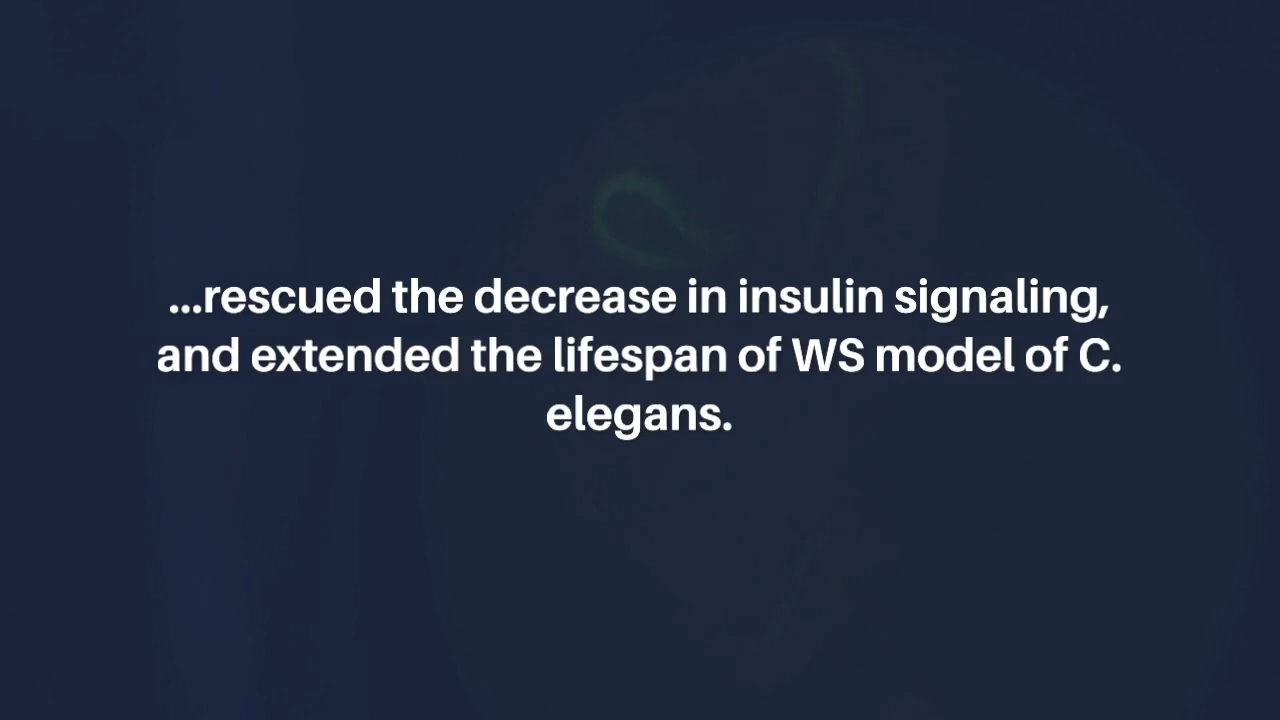 ...rescued the decrease in insulin signaling,
and extended the lifespan of WS model of C.
elegans.